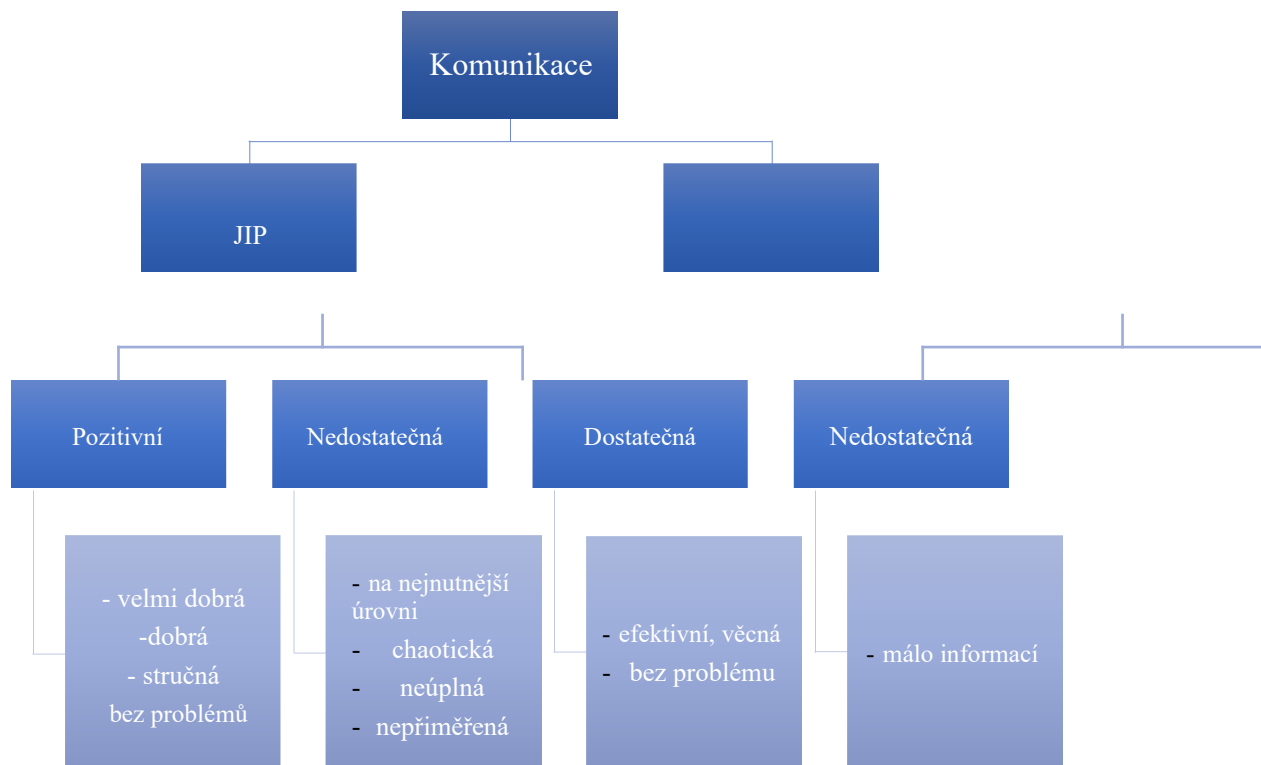 Komunikace
JIP
Pozitivní
Nedostatečná
Dostatečná
Nedostatečná
- velmi dobrá
-dobrá
- stručná
bez problémů
- na nejnutnější
úrovni
- chaotická
- neúplná
- nepřiměřená
- efektivní, věcná
- bez problému
- málo informací